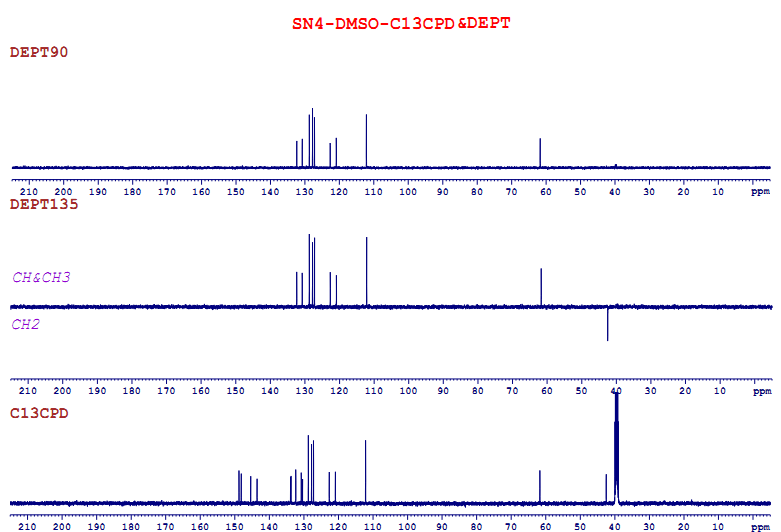 SN4-DMSO-C13CPD&DEPT
DEPT90
210 200 190 180 170 160 150 140 130 120 110 100 90 80 70 60 50 40 30 20 10 ppm
DEPT135
CH&CH3
CH2
210 200 190 180 170 160 150 140 130 120 110 100 90 80 70 60 50 40 30 20 10 ppm
C13CPD
210 200 190 180 170 160 150 140 130 120 110 100 90 80 70 60 50 40 30 20 10 ppm